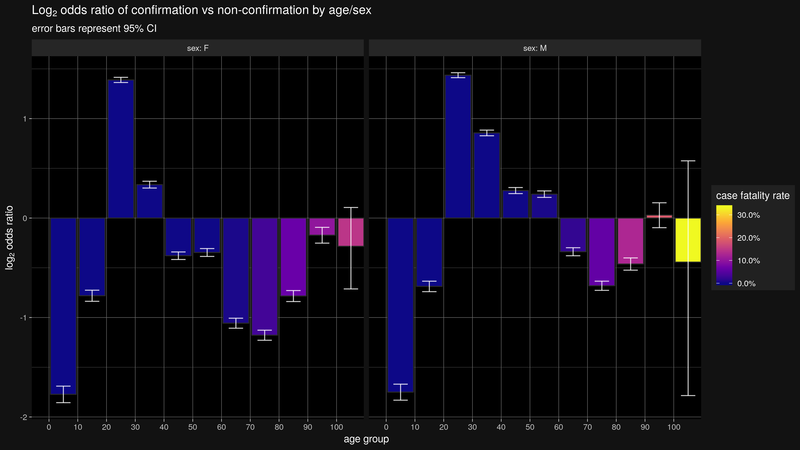 Log₂ odds ratio of confirmation vs non-confirmation by age/sex
error bars represent 95% CI
sex: F
sex: M
log₂ odds ratio
1
0
-1
-2
0 10 20 30 40 50 60 70 80 90 100
0 10 20 30 40 50 60 70 80 90 100
age group
case fatality rate
30.0%
20.0%
10.0%
0.0%